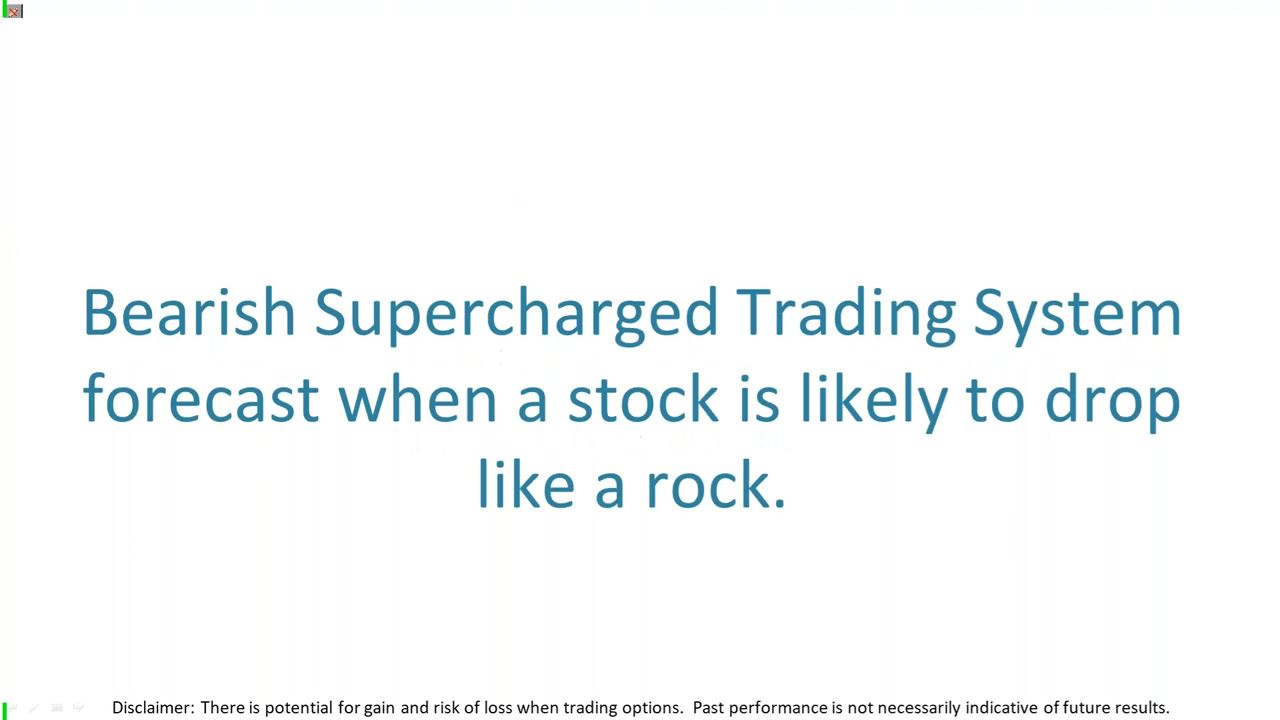 Bearish Supercharged Trading System
forecast when a stock is likely to drop
like a rock.
Disclaimer: There is potential for gain and risk of loss when trading options.  Past performance is not necessarily indicative of future results.